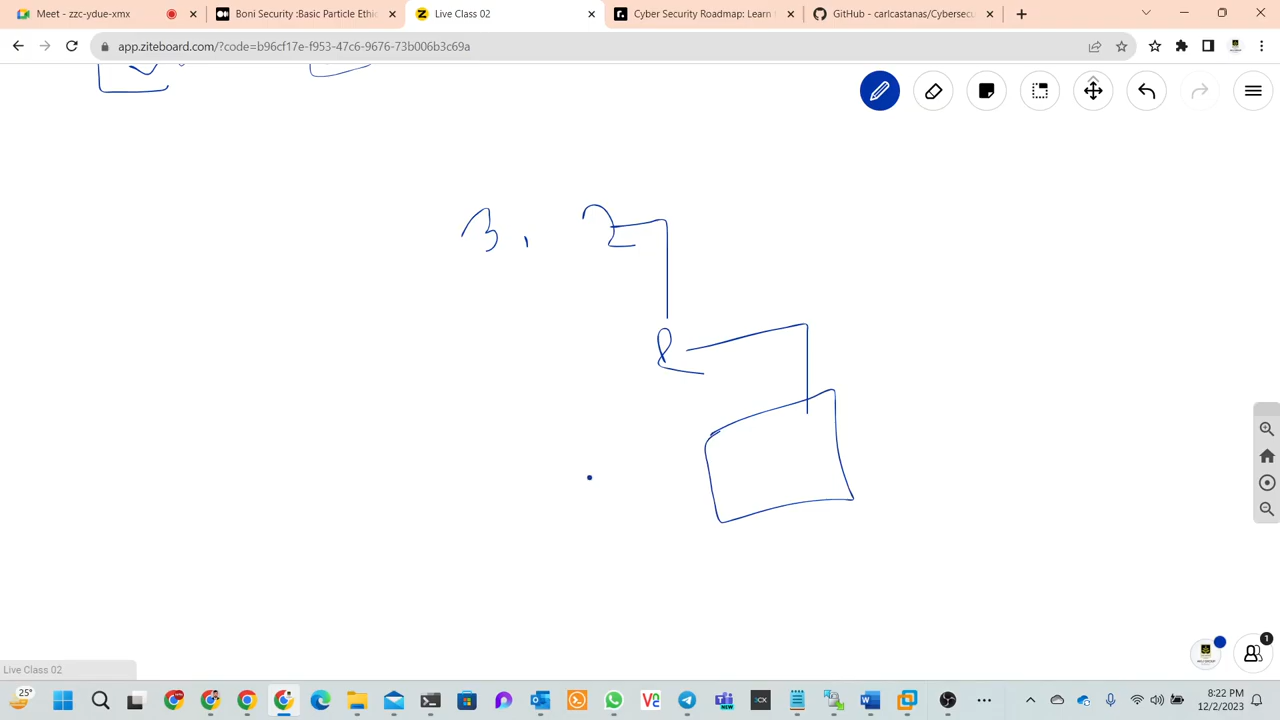 Meet - zzc-ydue-xmx
Boni Security :Basic Particle Ethic
Live Class 02
Cyber Security Roadmap: Learn
GitHub - carlcastanas/Cybersecu
app.ziteboard.com/?code=b96cf17e-f953-47c6-9676-73b006b3c69a
3, 2
1
Live Class 02
25°
8:22 PM
12/2/2023